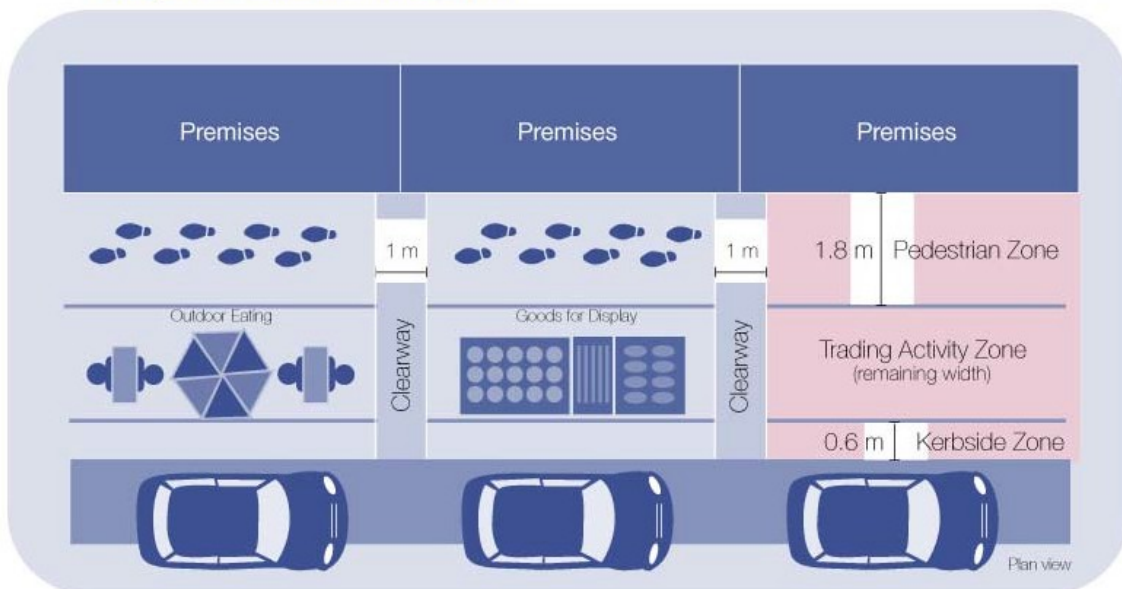 Premises
Premises
Premises
1 m
1 m
1.8 m
Pedestrian Zone
Outdoor Eating
Goods for Display
Clearway
Clearway
Trading Activity Zone
(remaining width)
0.6 m
Kerbside Zone
Plan view